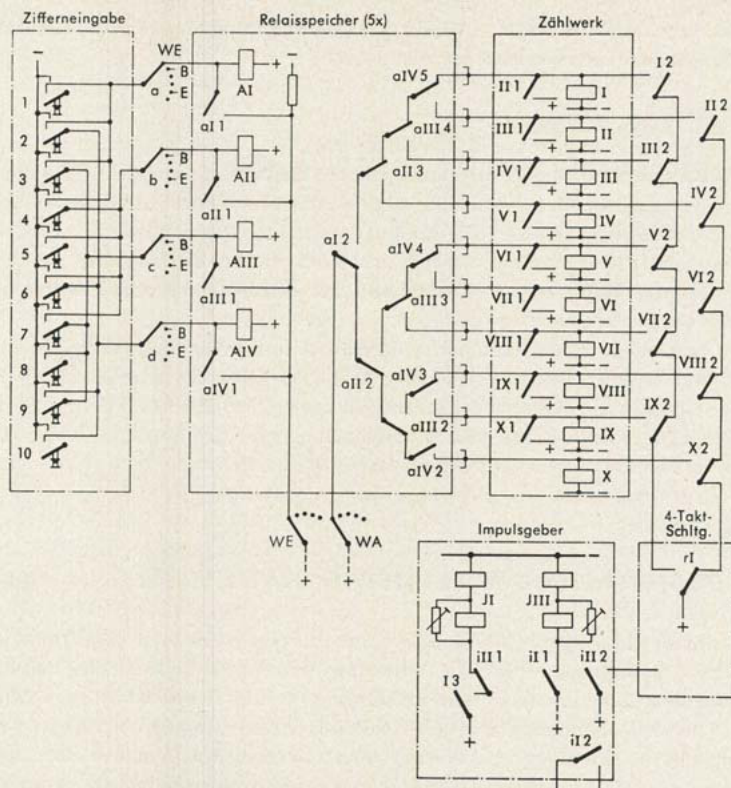 Zifferneingabe
Relaisspeicher (5x)
Zählwerk
–
1
2
3
4
5
6
7
8
9
10
WE
a
B
E
b
B
E
c
B
E
d
B
E
AI
+
–
aI 1
AII
+
aII 1
AIII
+
aIII 1
AIV
+
aIV 1
aI 2
aII 2
aIV 5
aIII 4
aII 3
aIV 4
aIII 3
aIV 3
aIII 2
aIV 2
II 1
+
I
III 1
+
II
IV 1
+
III
V 1
+
IV
VI 1
+
V
VII 1
+
VI
VIII 1
+
VII
IX 1
+
VIII
X 1
+
IX
X
I 2
II 2
III 2
IV 2
V 2
VI 2
VII 2
VIII 2
IX 2
X 2
WE
+
WA
+
Impulsgeber
–
JI
JIII
I 3
+
iII 1
iI 1
+
iII 2
+
iI 2
4-Takt-
Schltg.
rI
+